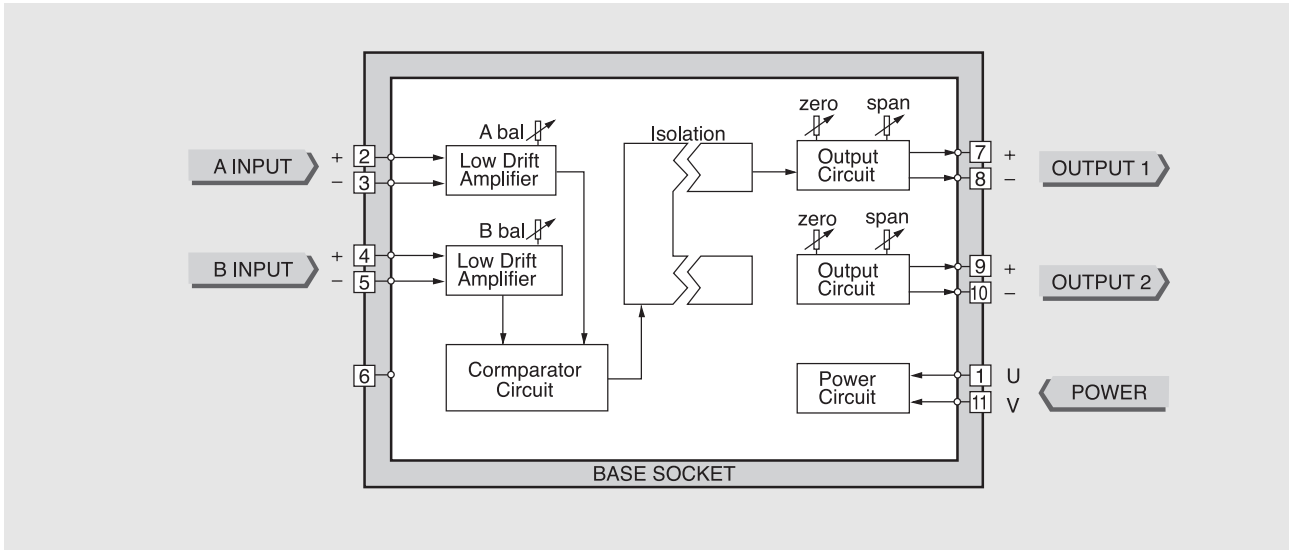 A INPUT
+ 2
− 3
A bal
Low Drift
Amplifier
B INPUT
+ 4
− 5
B bal
Low Drift
Amplifier
6
Cormparator
Circuit
Isolation
zero span
Output
Circuit
7 +
8 −
OUTPUT 1
zero span
Output
Circuit
9 +
10 −
OUTPUT 2
Power
Circuit
1 U
11 V
POWER
BASE SOCKET